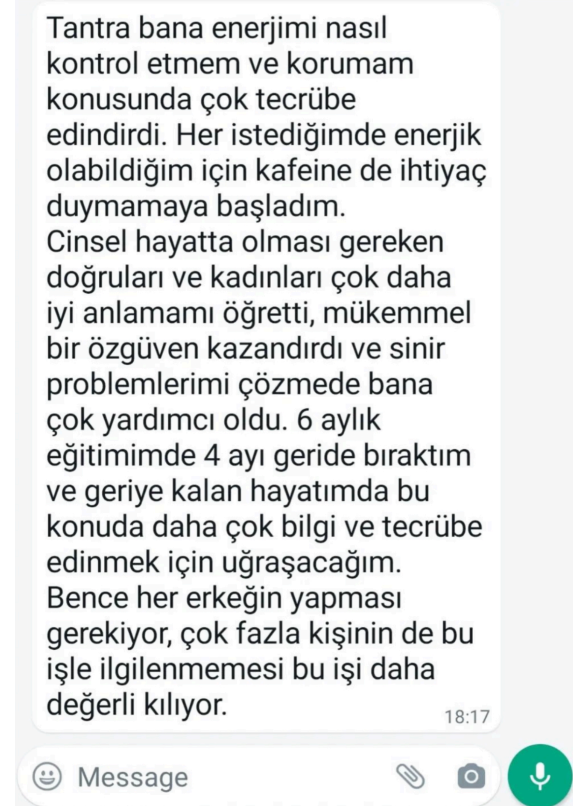 Tantra bana enerjimi nasıl
kontrol etmem ve korumam
konusunda çok tecrübe
edindirdi. Her istediğimde enerjik
olabildiğim için kafeine de ihtiyaç
duymamaya başladım.
Cinsel hayatta olması gereken
doğruları ve kadınları çok daha
iyi anlamamı öğretti, mükemmel
bir özgüven kazandırdı ve sinir
problemlerimi çözmede bana
çok yardımcı oldu. 6 aylık
eğitimimde 4 ayı geride bıraktım
ve geriye kalan hayatımda bu
konuda daha çok bilgi ve tecrübe
edinmek için uğraşacağım.
Bence her erkeğin yapması
gerekiyor, çok fazla kişinin de bu
işle ilgilenmemesi bu işi daha
değerli kılıyor.
18:17
Message